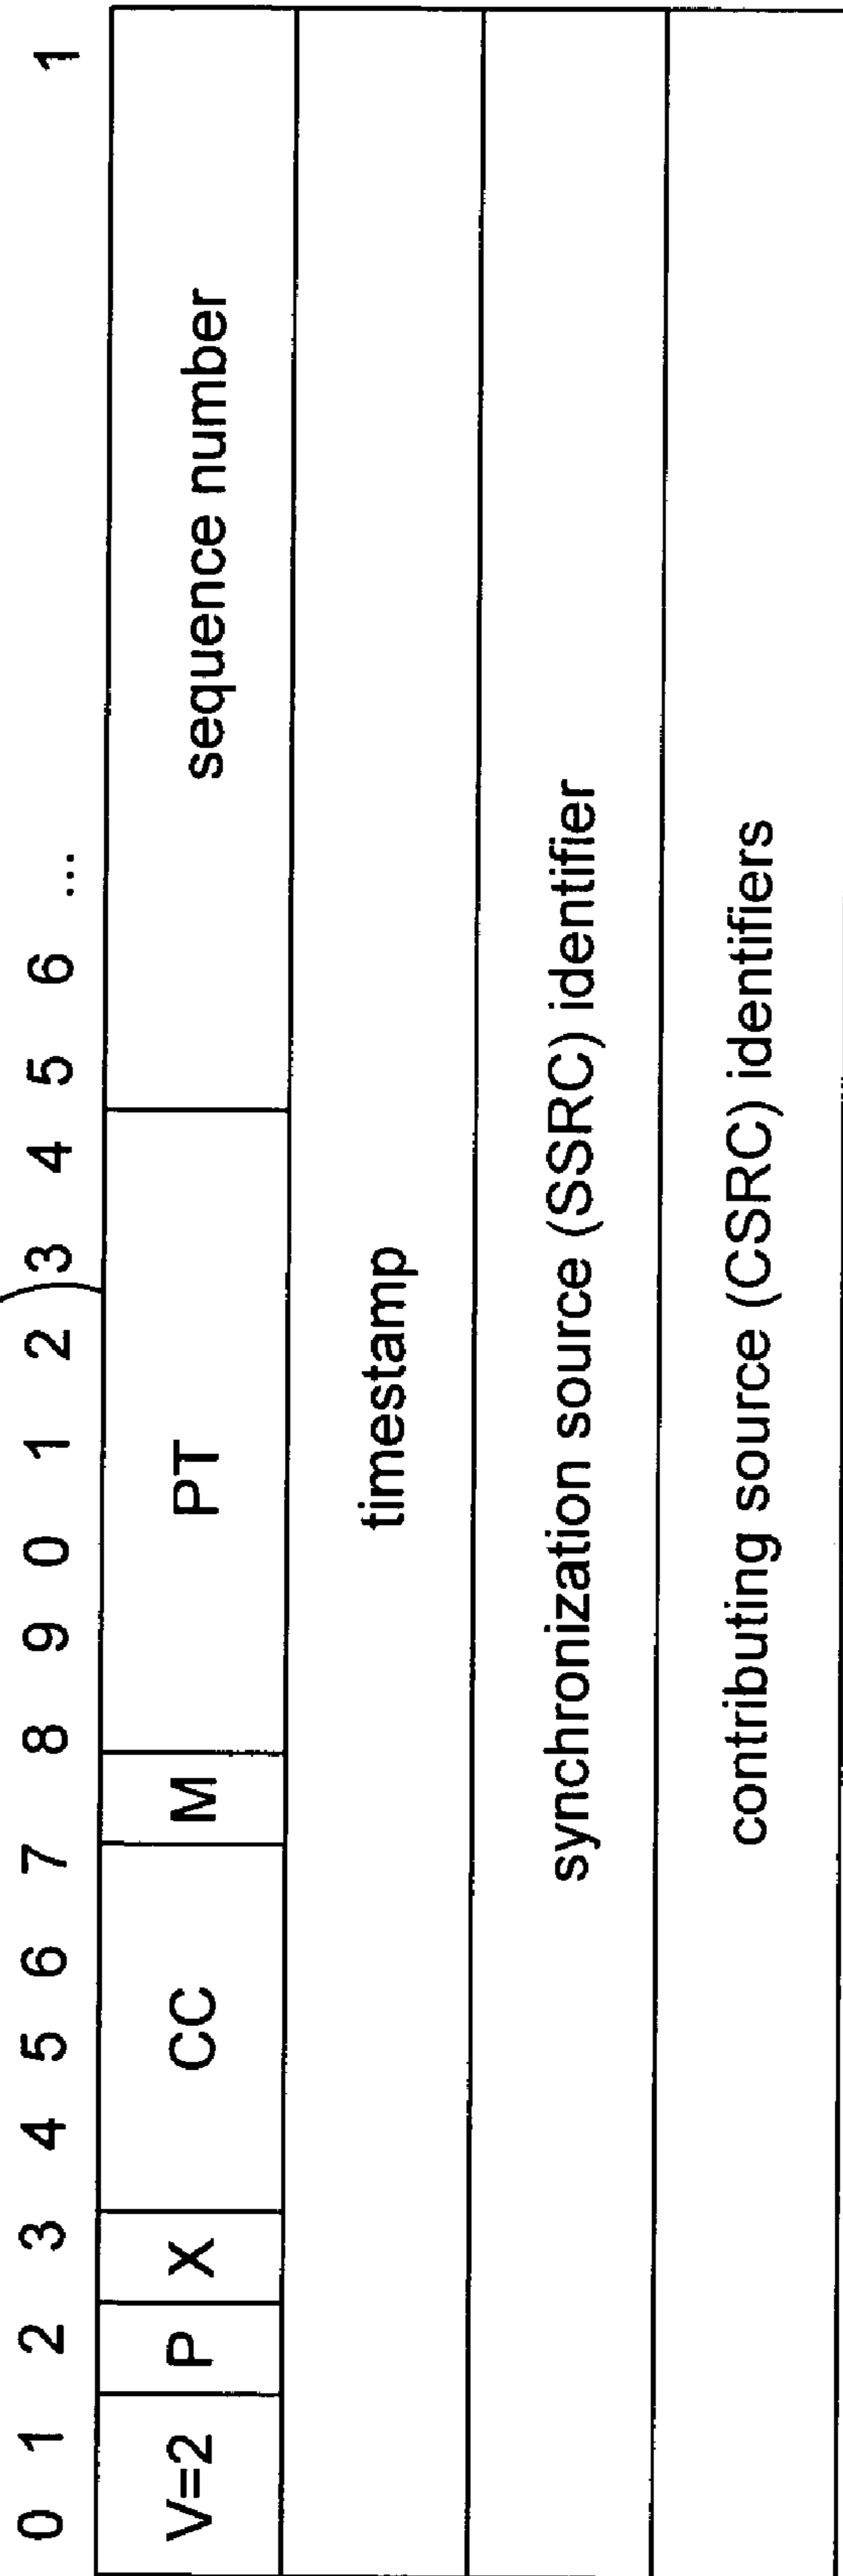 0 1 2 3 4 5 6 7 8 9 0 1 2 3 4 5 6 ... 1
V=2 P X CC M PT sequence number
timestamp
synchronization source (SSRC) identifier
contributing source (CSRC) identifiers